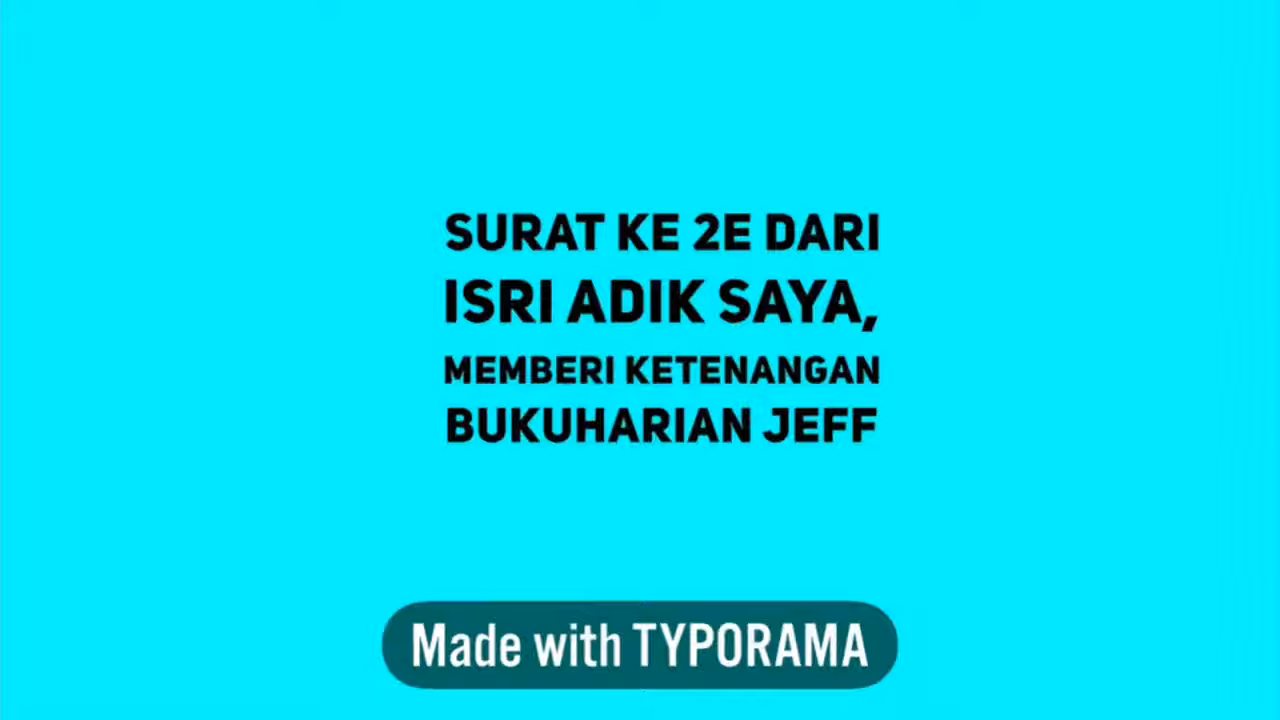 SURAT KE 2E DARI
ISRI ADIK SAYA,
MEMBERI KETENANGAN
BUKUHARIAN JEFF
Made with TYPORAMA